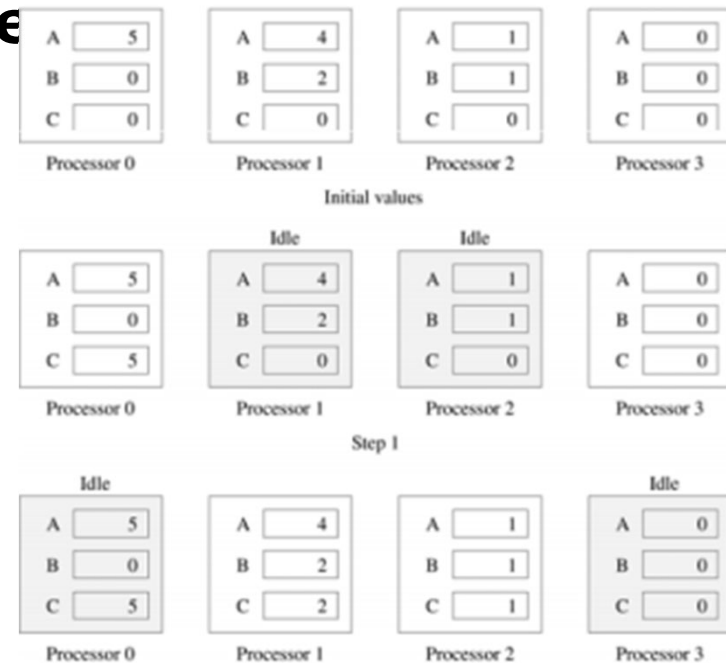 e
A 5 A 4 A 1 A 0
B 0 B 2 B 1 B 0
C 0 C 0 C 0 C 0
Processor 0 Processor 1 Processor 2 Processor 3
Initial values
Idle Idle
A 5 A 4 A 1 A 0
B 0 B 2 B 1 B 0
C 5 C 0 C 0 C 0
Processor 0 Processor 1 Processor 2 Processor 3
Step 1
Idle Idle
A 5 A 4 A 1 A 0
B 0 B 2 B 1 B 0
C 5 C 2 C 1 C 0
Processor 0 Processor 1 Processor 2 Processor 3